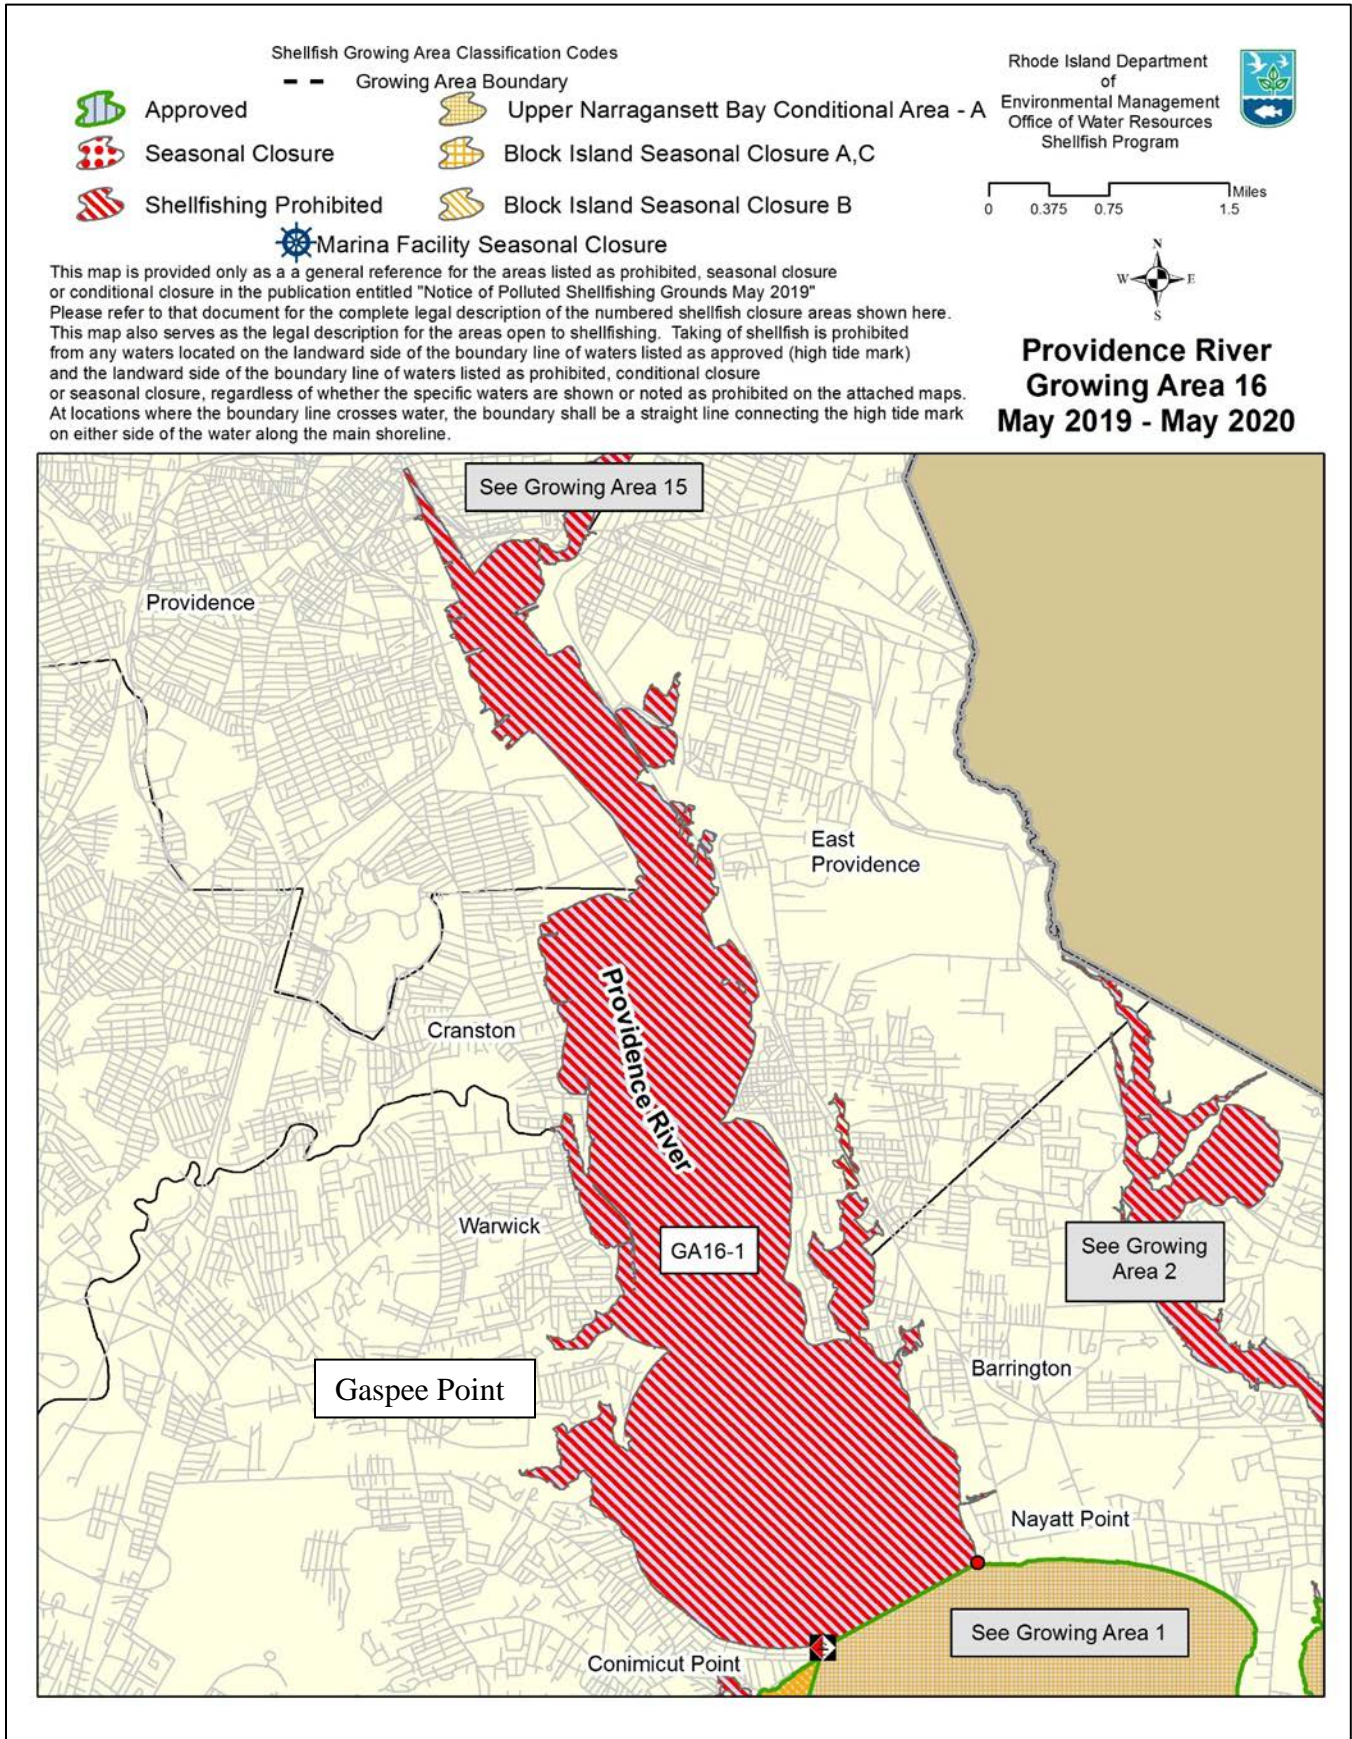 Shellfish Growing Area Classification Codes
Growing Area Boundary
Approved
Upper Narragansett Bay Conditional Area - A
Seasonal Closure
Block Island Seasonal Closure A,C
Shellfishing Prohibited
Block Island Seasonal Closure B
Marina Facility Seasonal Closure
Rhode Island Department
of
Environmental Management
Office of Water Resources
Shellfish Program
Miles
0 0.375 0.75 1.5
N
W E
S
This map is provided only as a a general reference for the areas listed as prohibited, seasonal closure
or conditional closure in the publication entitled "Notice of Polluted Shellfishing Grounds May 2019"
Please refer to that document for the complete legal description of the numbered shellfish closure areas shown here.
This map also serves as the legal description for the areas open to shellfishing. Taking of shellfish is prohibited
from any waters located on the landward side of the boundary line of waters listed as approved (high tide mark)
and the landward side of the boundary line of waters listed as prohibited, conditional closure
or seasonal closure, regardless of whether the specific waters are shown or noted as prohibited on the attached maps.
At locations where the boundary line crosses water, the boundary shall be a straight line connecting the high tide mark
on either side of the water along the main shoreline.
Providence River
Growing Area 16
May 2019 - May 2020
See Growing Area 15
Providence
East
Providence
Providence River
Cranston
Warwick
GA16-1
See Growing
Area 2
Barrington
Gaspee Point
Nayatt Point
See Growing Area 1
Conimicut Point